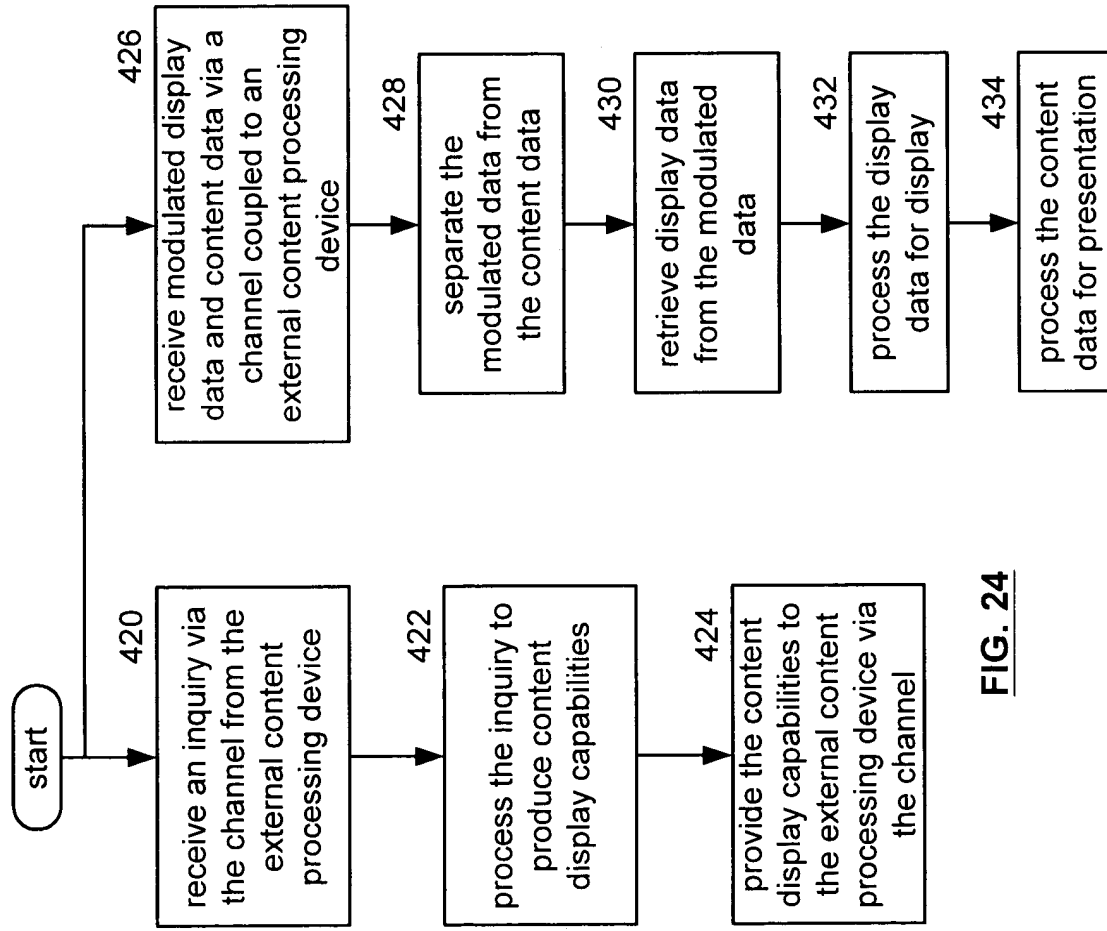 start
420
receive an inquiry via
the channel from the
external content
processing device
422
process the inquiry to
produce content
display capabilities
424
provide the content
display capabilities to
the external content
processing device via
the channel
426
receive modulated display
data and content data via a
channel coupled to an
external content processing
device
428
separate the
modulated data from
the content data
430
retrieve display data
from the modulated
data
432
process the display
data for display
434
process the content
data for presentation
FIG. 24